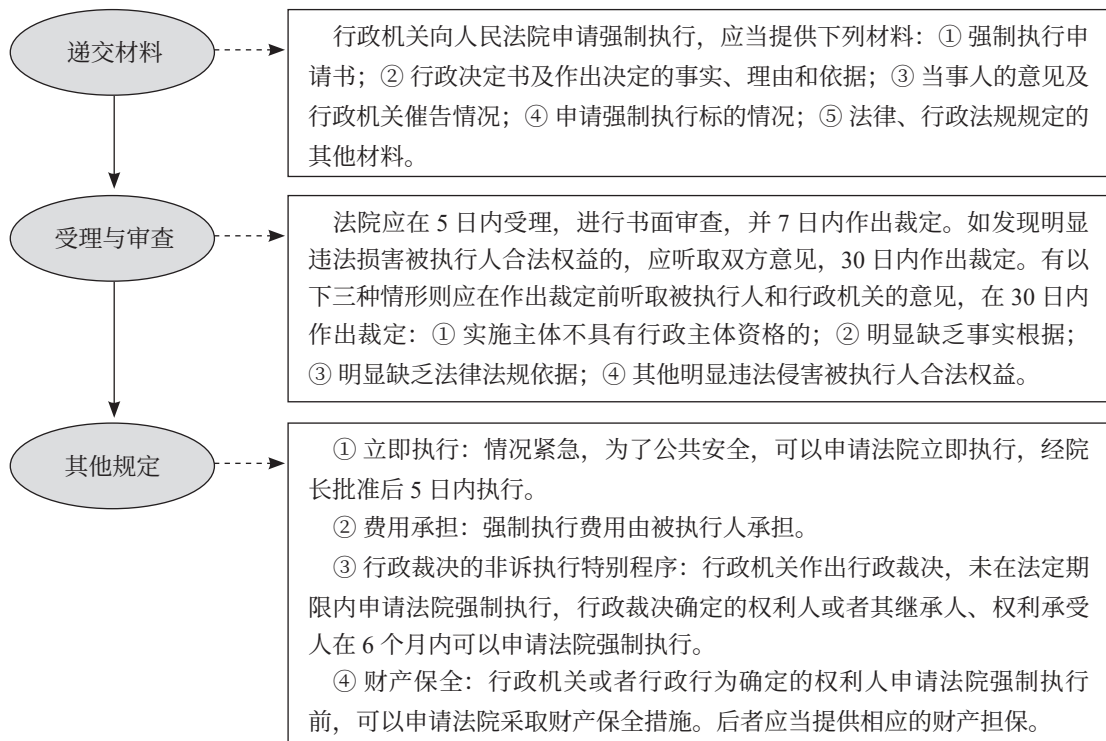 递交材料
行政机关向人民法院申请强制执行，应当提供下列材料：① 强制执行申
请书；② 行政决定书及作出决定的事实、理由和依据；③ 当事人的意见及
行政机关催告情况；④ 申请强制执行标的情况；⑤ 法律、行政法规规定的
其他材料。
受理与审查
法院应在 5 日内受理，进行书面审查，并 7 日内作出裁定。如发现明显
违法损害被执行人合法权益的，应听取双方意见，30 日内作出裁定。有以
下三种情形则应在作出裁定前听取被执行人和行政机关的意见，在 30 日内
作出裁定：① 实施主体不具有行政主体资格的；② 明显缺乏事实根据；
③ 明显缺乏法律法规依据；④ 其他明显违法侵害被执行人合法权益。
其他规定
① 立即执行：情况紧急，为了公共安全，可以申请法院立即执行，经院
长批准后 5 日内执行。
② 费用承担：强制执行费用由被执行人承担。
③ 行政裁决的非诉执行特别程序：行政机关作出行政裁决，未在法定期
限内申请法院强制执行，行政裁决确定的权利人或者其继承人、权利承受
人在 6 个月内可以申请法院强制执行。
④ 财产保全：行政机关或者行政行为确定的权利人申请法院强制执行
前，可以申请法院采取财产保全措施。后者应当提供相应的财产担保。